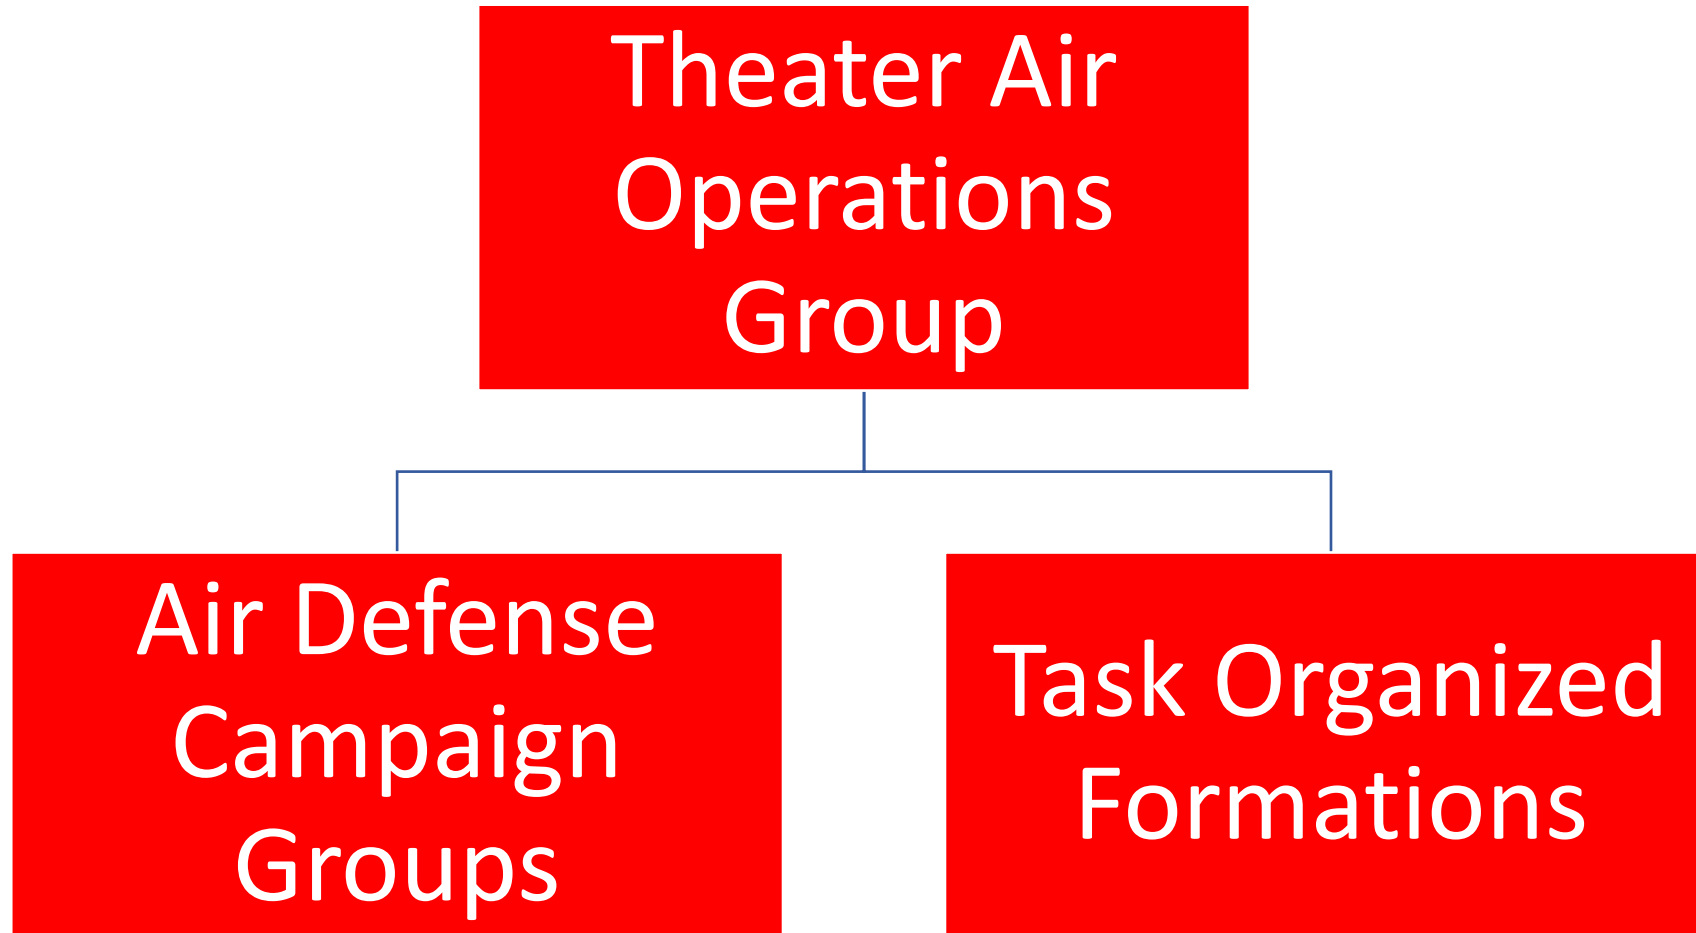 Theater Air
Operations
Group
Air Defense
Campaign
Groups
Task Organized
Formations